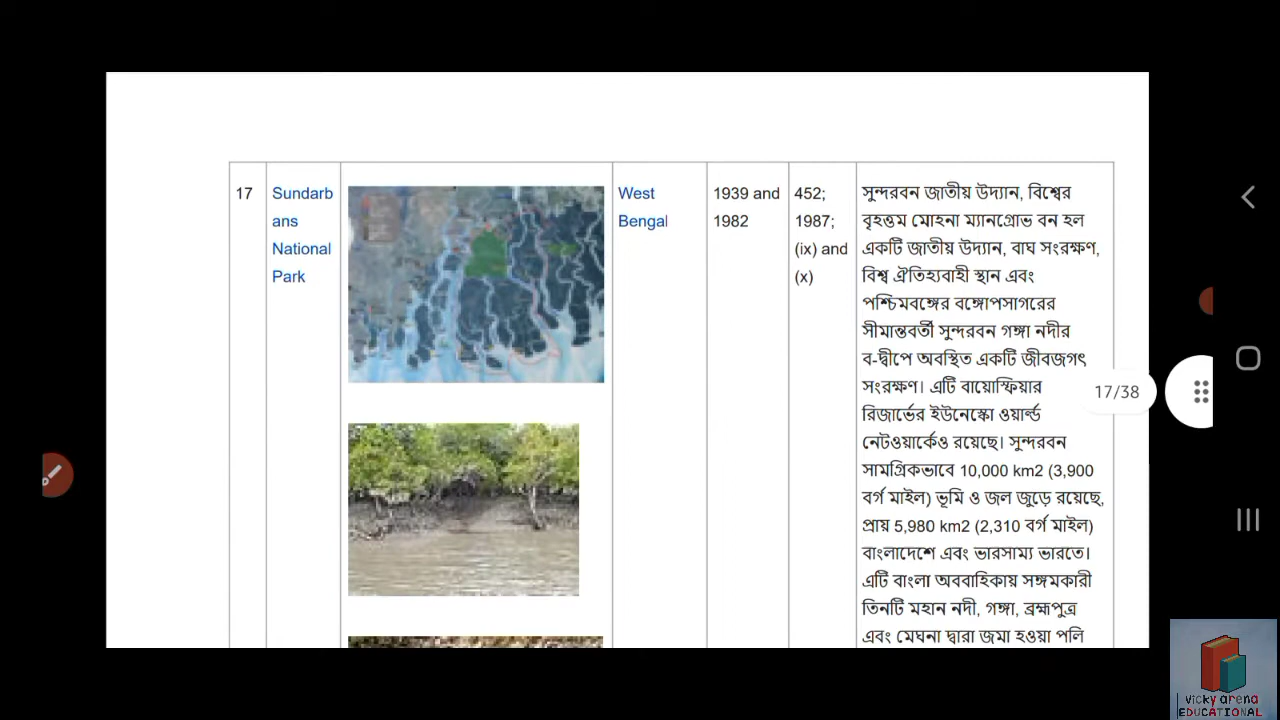 17
Sundarb
ans
National
Park
West
Bengal
1939 and
1982
452;
1987;
(ix) and
(x)
সুন্দরবন জাতীয় উদ্যান, বিশ্বের
বৃহত্তম মোহনা ম্যানগ্রোভ বন হল
একটি জাতীয় উদ্যান, বাঘ সংরক্ষণ,
বিশ্ব ঐতিহ্যবাহী স্থান এবং
পশ্চিমবঙ্গের বঙ্গোপসাগরের
সীমান্তবর্তী সুন্দরবন গঙ্গা নদীর
ব-দ্বীপে অবস্থিত একটি জীবজগৎ
সংরক্ষণ। এটি বায়োস্ফিয়ার
রিজার্ভের ইউনেস্কো ওয়ার্ল্ড
নেটওয়ার্কেও রয়েছে। সুন্দরবন
সামগ্রিকভাবে 10,000 km2 (3,900
বর্গ মাইল) ভূমি ও জল জুড়ে রয়েছে,
প্রায় 5,980 km2 (2,310 বর্গ মাইল)
বাংলাদেশে এবং ভারসাম্য ভারতে।
এটি বাংলা অববাহিকায় সঙ্গমকারী
তিনটি মহান নদী, গঙ্গা, ব্রহ্মপুত্র
এবং মেঘনা দ্বারা জমা হওয়া পলি
17/38
Vicky arena
EDUCATIONAL